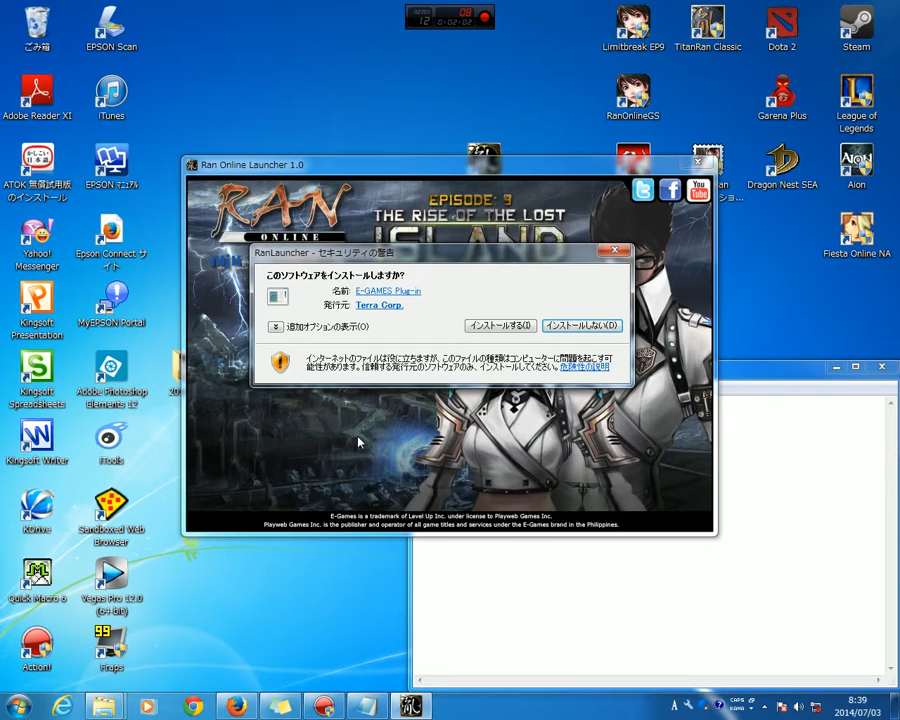 ごみ箱
EPSON Scan
Adobe Reader XI
iTunes
ATOK 無償試用版
のインストール
EPSON マニュアル
Yahoo!
Messenger
Epson Connect サ
イト
Kingsoft
Presentation
MyEPSON Portal
Kingsoft
Spreadsheets
Adobe Photoshop
Elements 12
Kingsoft Writer
iTools
KDrive
Sandboxed Web
Browser
Quick Macro 6
Vegas Pro 12.0
(64-bit)
Action!
99
Fraps
12
08
0:02:02
Limitbreak EP9
TitanRan Classic
Dota 2
Steam
RanOnlineGS
Garena Plus
League of
Legends
Dragon Nest SEA
AION
Aion
Fiesta Online NA
Ran Online Launcher 1.0
RAN
ONLINE
EPISODE: 9
THE RISE OF THE LOST
ISLAND
You
Tube
RanLauncher - セキュリティの警告
このソフトウェアをインストールしますか?
名前: E-GAMES Plug-in
発行元: Terra Corp.
追加オプションの表示(O)
インストールする(I)
インストールしない(D)
インターネットのファイルは役に立ちますが、このファイルの種類はコンピューターに問題を起こす可
能性があります。信頼する発行元のソフトウェアのみ、インストールしてください。危険性の説明
E-Games is a trademark of Level Up Inc. under license to Playweb Games Inc.
Playweb Games Inc. is the publisher and operator of all game titles and services under the E-Games brand in the Philippines.
A
CAPS
KANA
8:39
2014/07/03